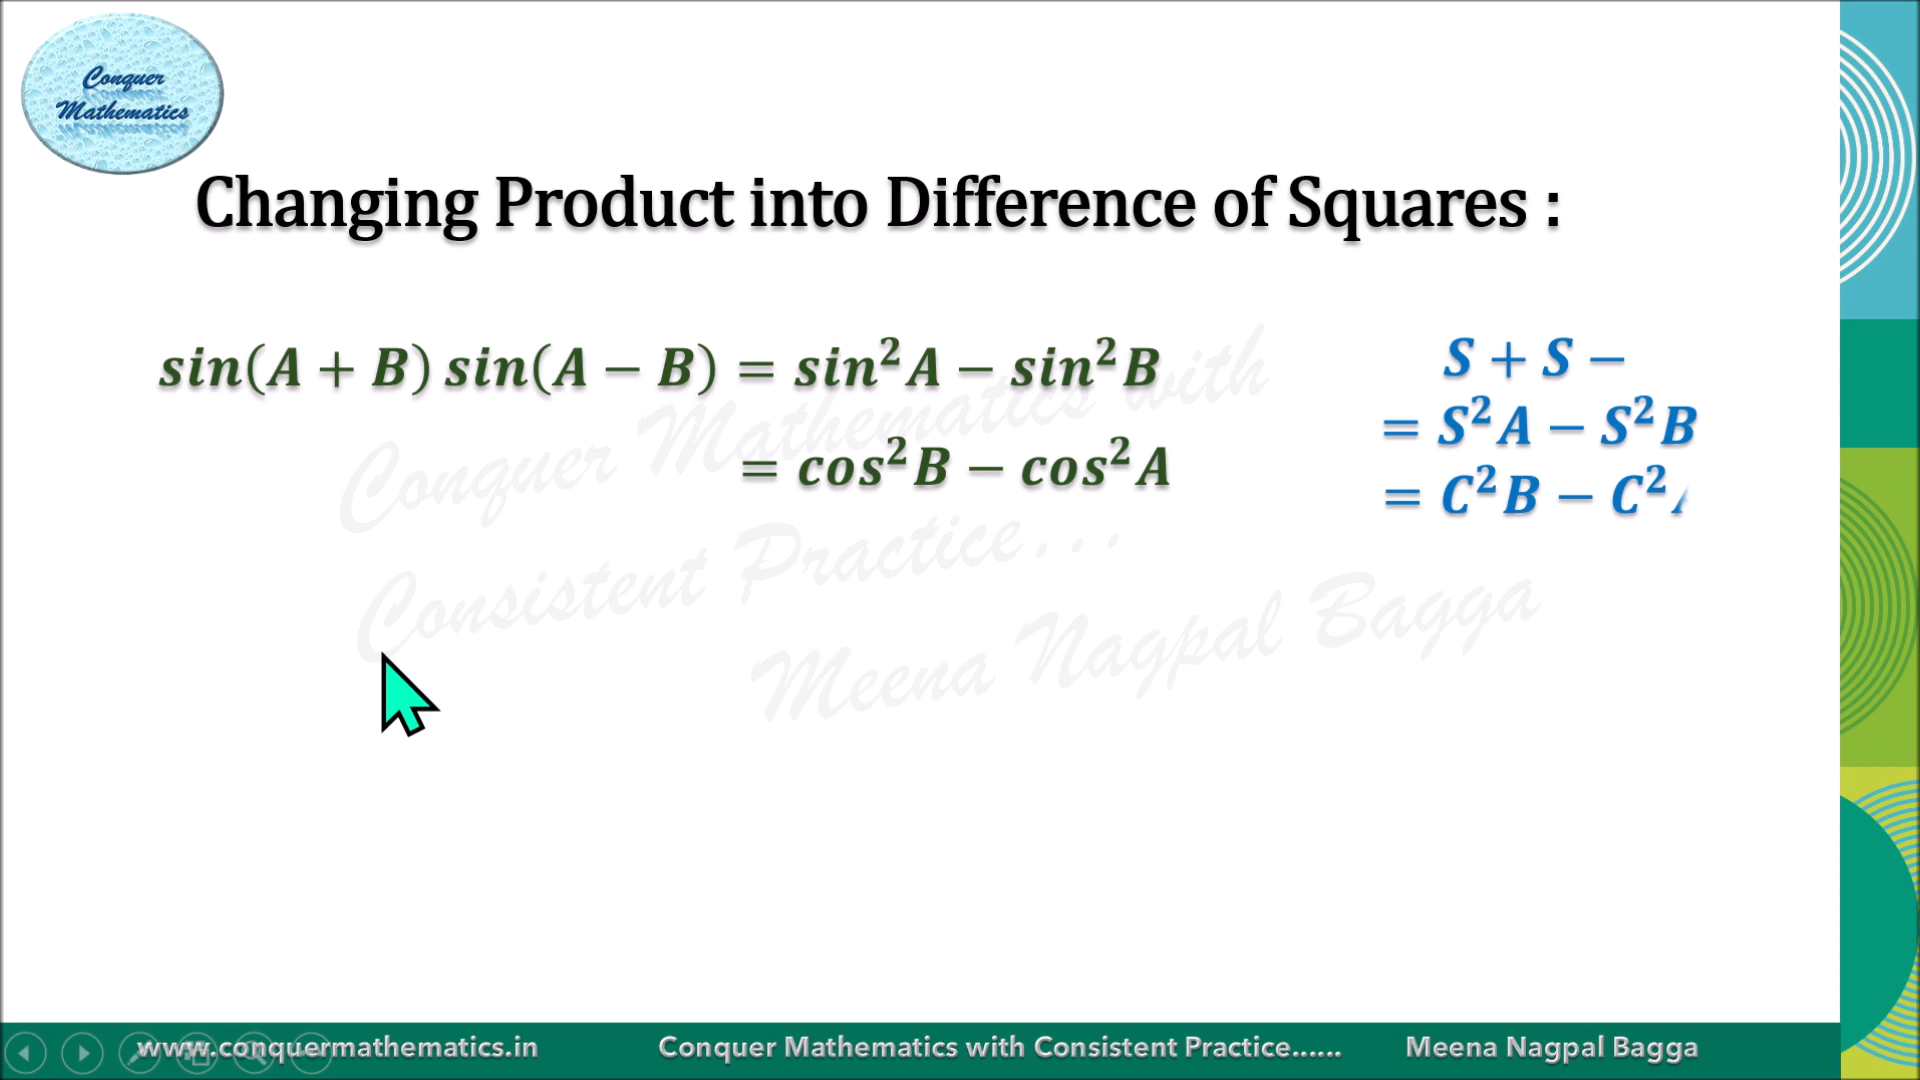 Conquer
Mathematics
Changing Product into Difference of Squares :
sin(A + B) sin(A − B) = sin²A − sin²B
= cos²B − cos²A
S + S −
= S²A − S²B
= C²B − C²A
Conquer Mathematics with
Consistent Practice...
Meena Nagpal Bagga
www.conquermathematics.in Conquer Mathematics with Consistent Practice...... Meena Nagpal Bagga